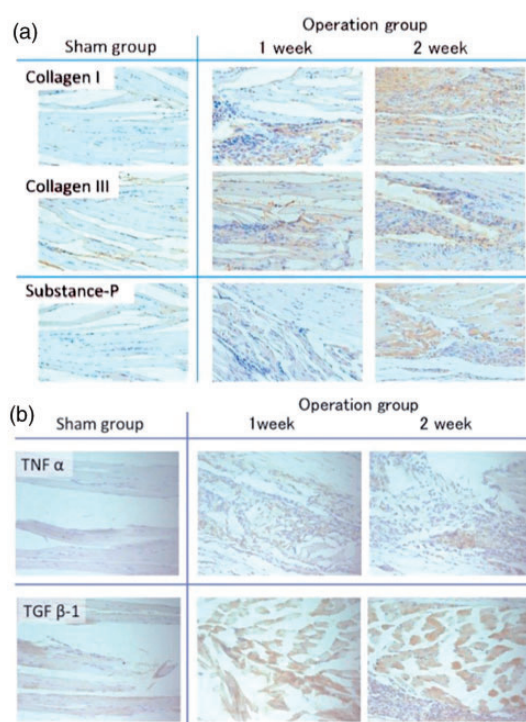 (a)
Operation group
Sham group
1 week
2 week
Collagen I
Collagen III
Substance-P
(b)
Operation group
Sham group
1week
2 week
TNF α
TGF β-1